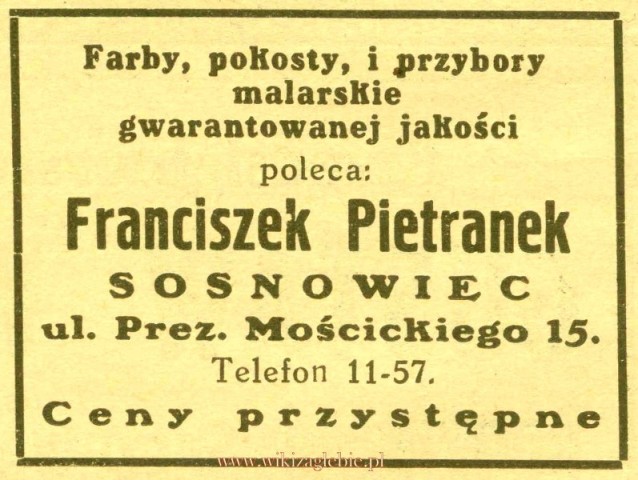 Farby, pokosty, i przybory
malarskie
gwarantowanej jakości
poleca:
Franciszek Pietranek
SOSNOWIEC
ul. Prez. Mościckiego 15.
Telefon 11-57.
Ceny przystępne
www.wikizaglebie.pl